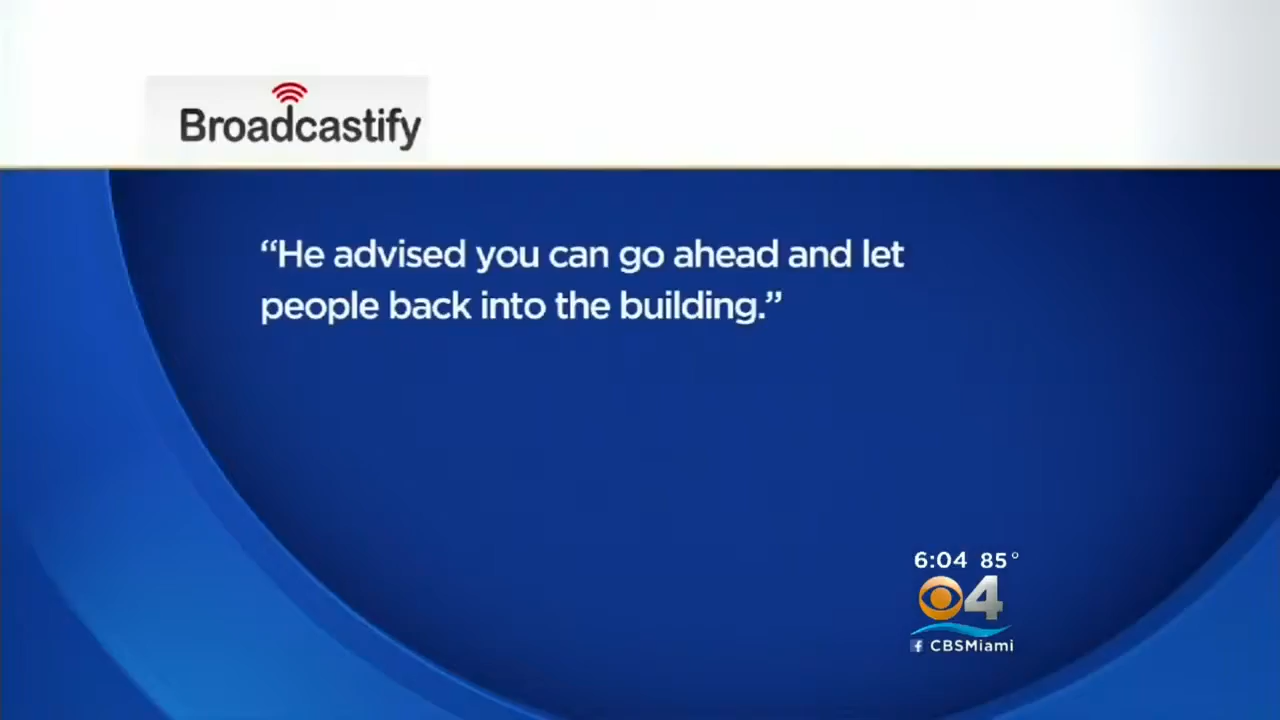 Broadcastify
“He advised you can go ahead and let
people back into the building.”
6:04 85°
4
f CBSMiami